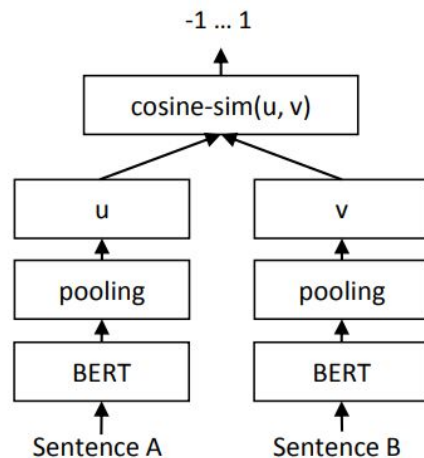 -1 … 1
cosine-sim(u, v)
u v
pooling pooling
BERT BERT
Sentence A Sentence B